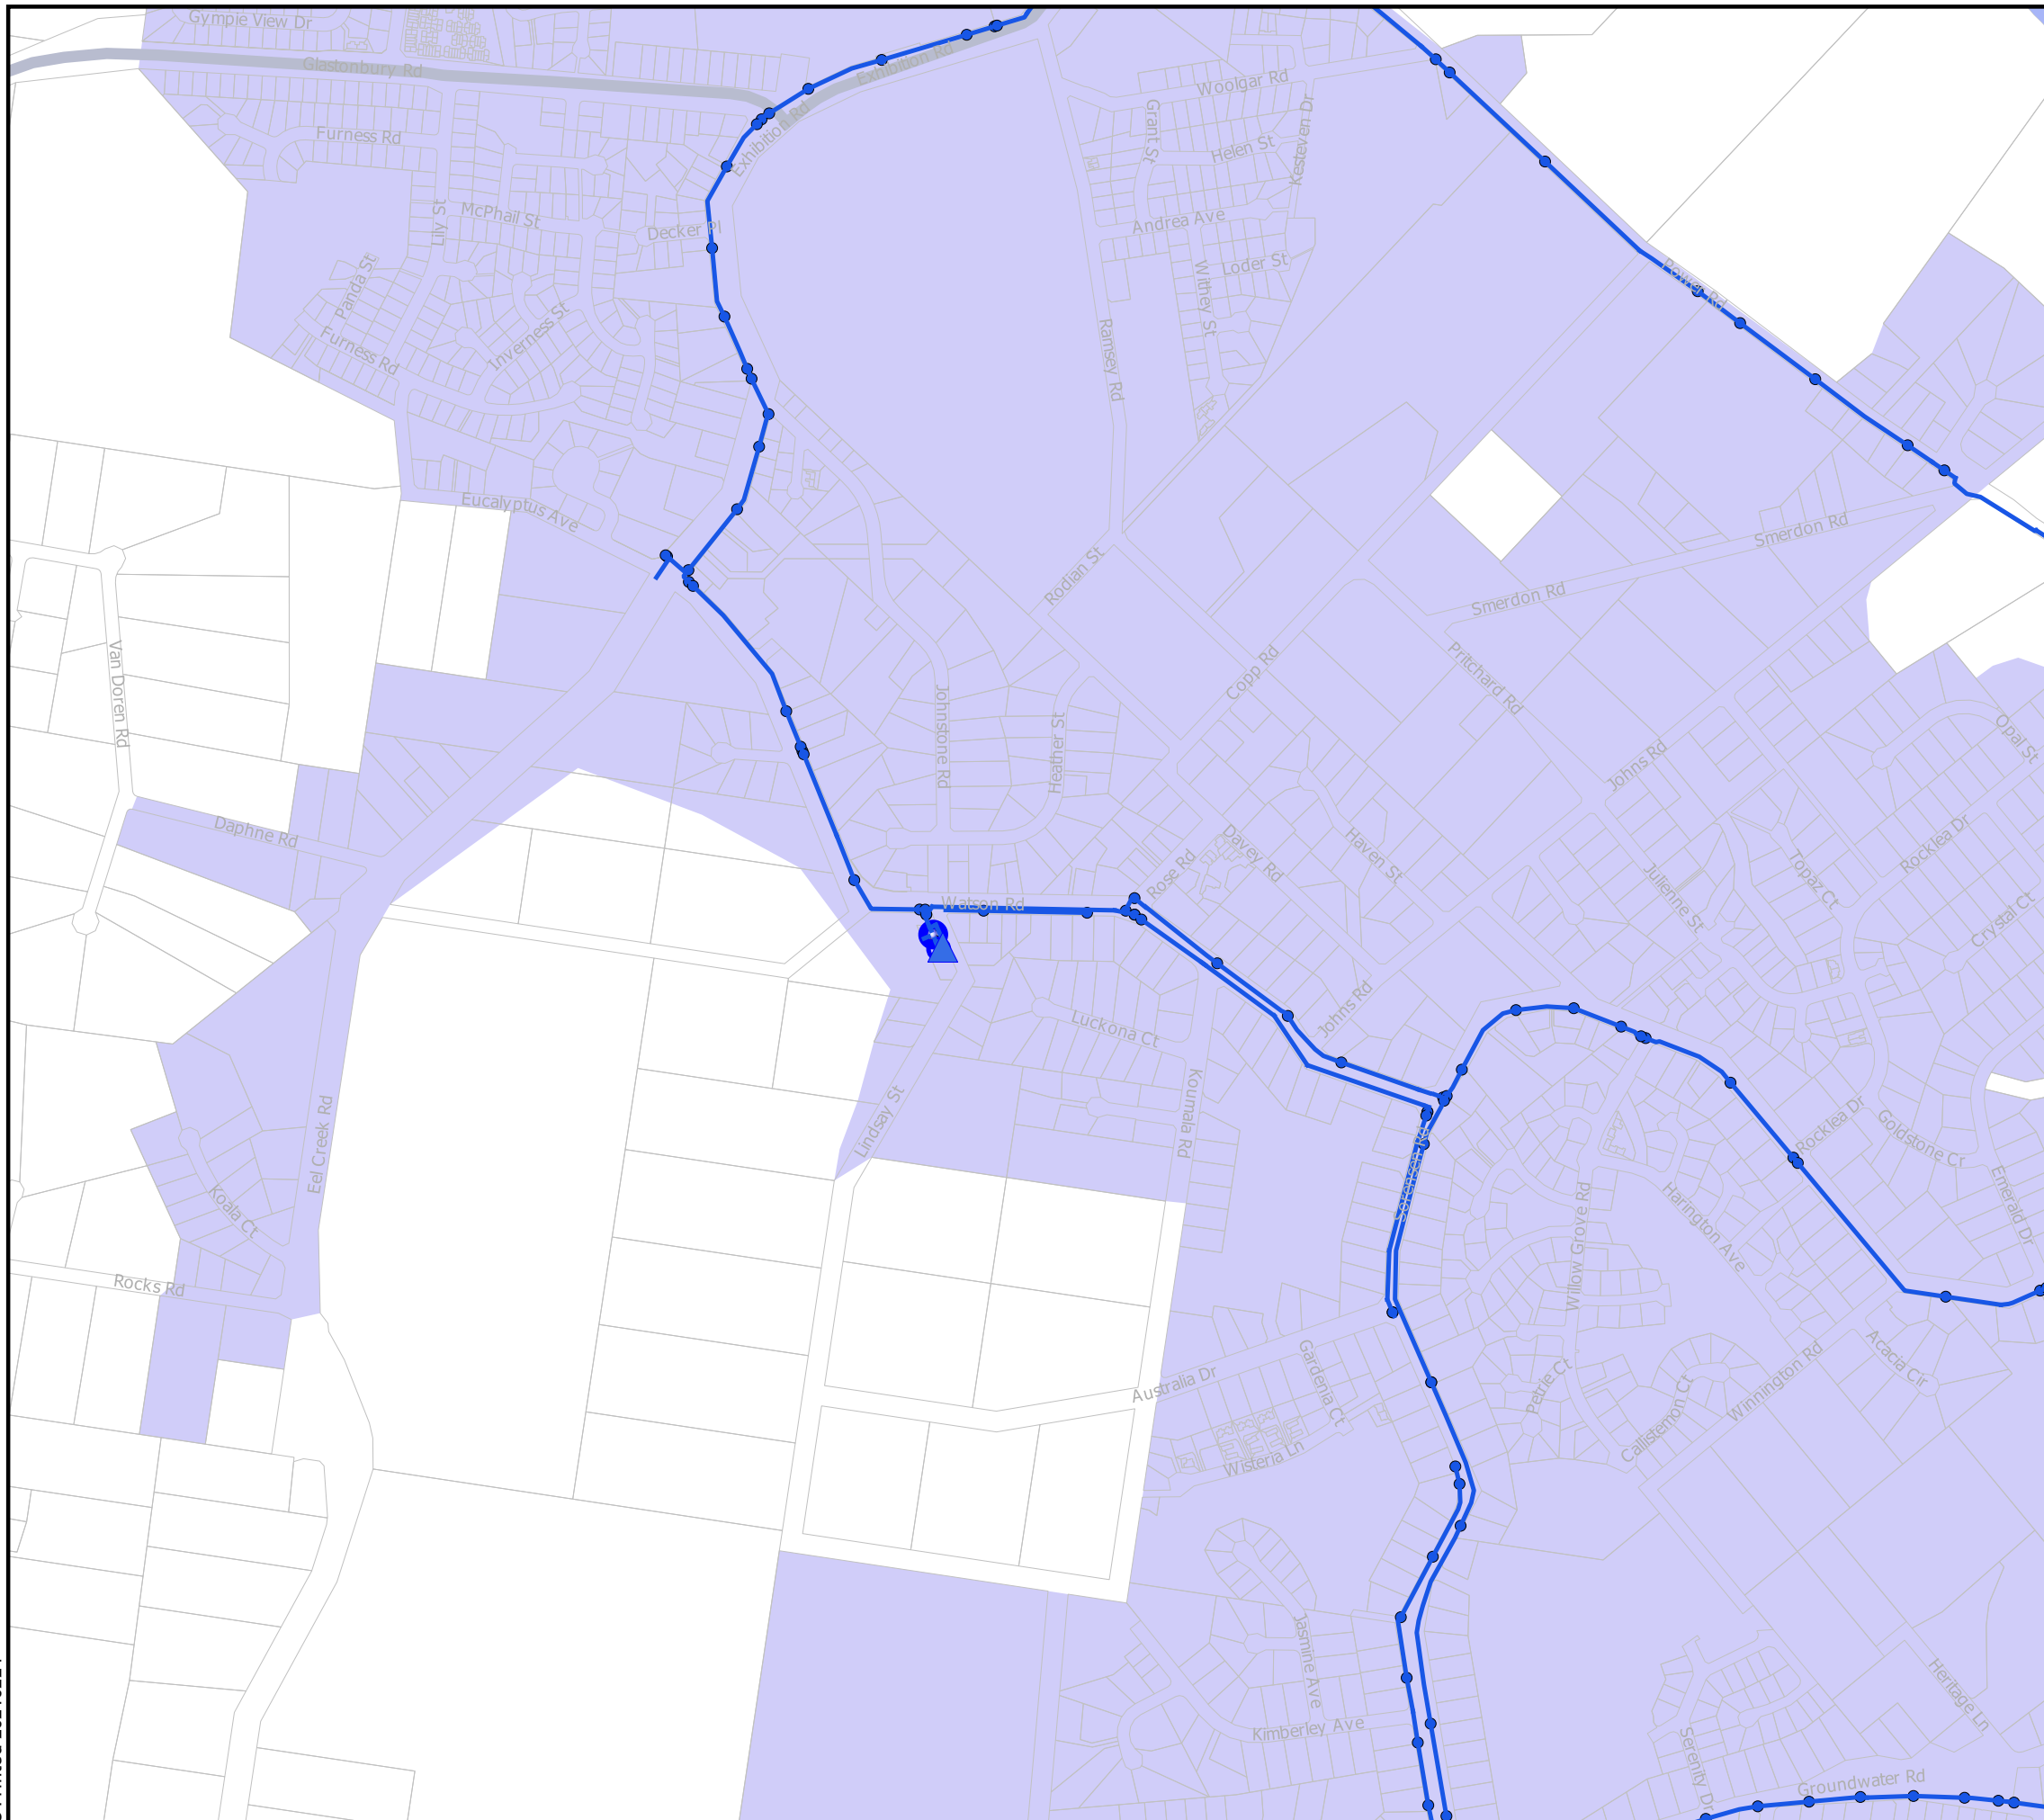 Gympie View Dr
Glastonbury Rd
Exhibition Rd
Woolgar Rd
Grant St
Kesteven Dr
Furness Rd
Exhibition Rd
Helen St
McPhail St
Lily St
Decker Pl
Andrea Ave
Loder St
Withey St
Power Rd
Panda St
Inverness St
Furness Rd
Ramsey Rd
Eucalyptus Ave
Smerdon Rd
Rodian St
Smerdon Rd
Van Doren Rd
Copp Rd
Pritchard Rd
Johnstone Rd
Heather St
Johns Rd
Opal St
Daphne Rd
Davey Rd
Haven St
Rose Rd
Rocklea Dr
Topaz Ct
Julienne St
Watson Rd
Crystal Ct
Luckona Ct
Johns Rd
Koumala Rd
Lindsay St
Eel Creek Rd
Rocklea Dr
Goldstone Cr
Sorensen Rd
Koala Ct
Willow Grove Rd
Harington Ave
Emerald Dr
Rocks Rd
Australia Dr
Gardenia Ct
Petrie Ct
Acacia Cir
Winnington Rd
Callistemon Ct
Wisteria Ln
Jasmine Ave
Kimberley Ave
Heritage Ln
Serenity Dr
Groundwater Rd